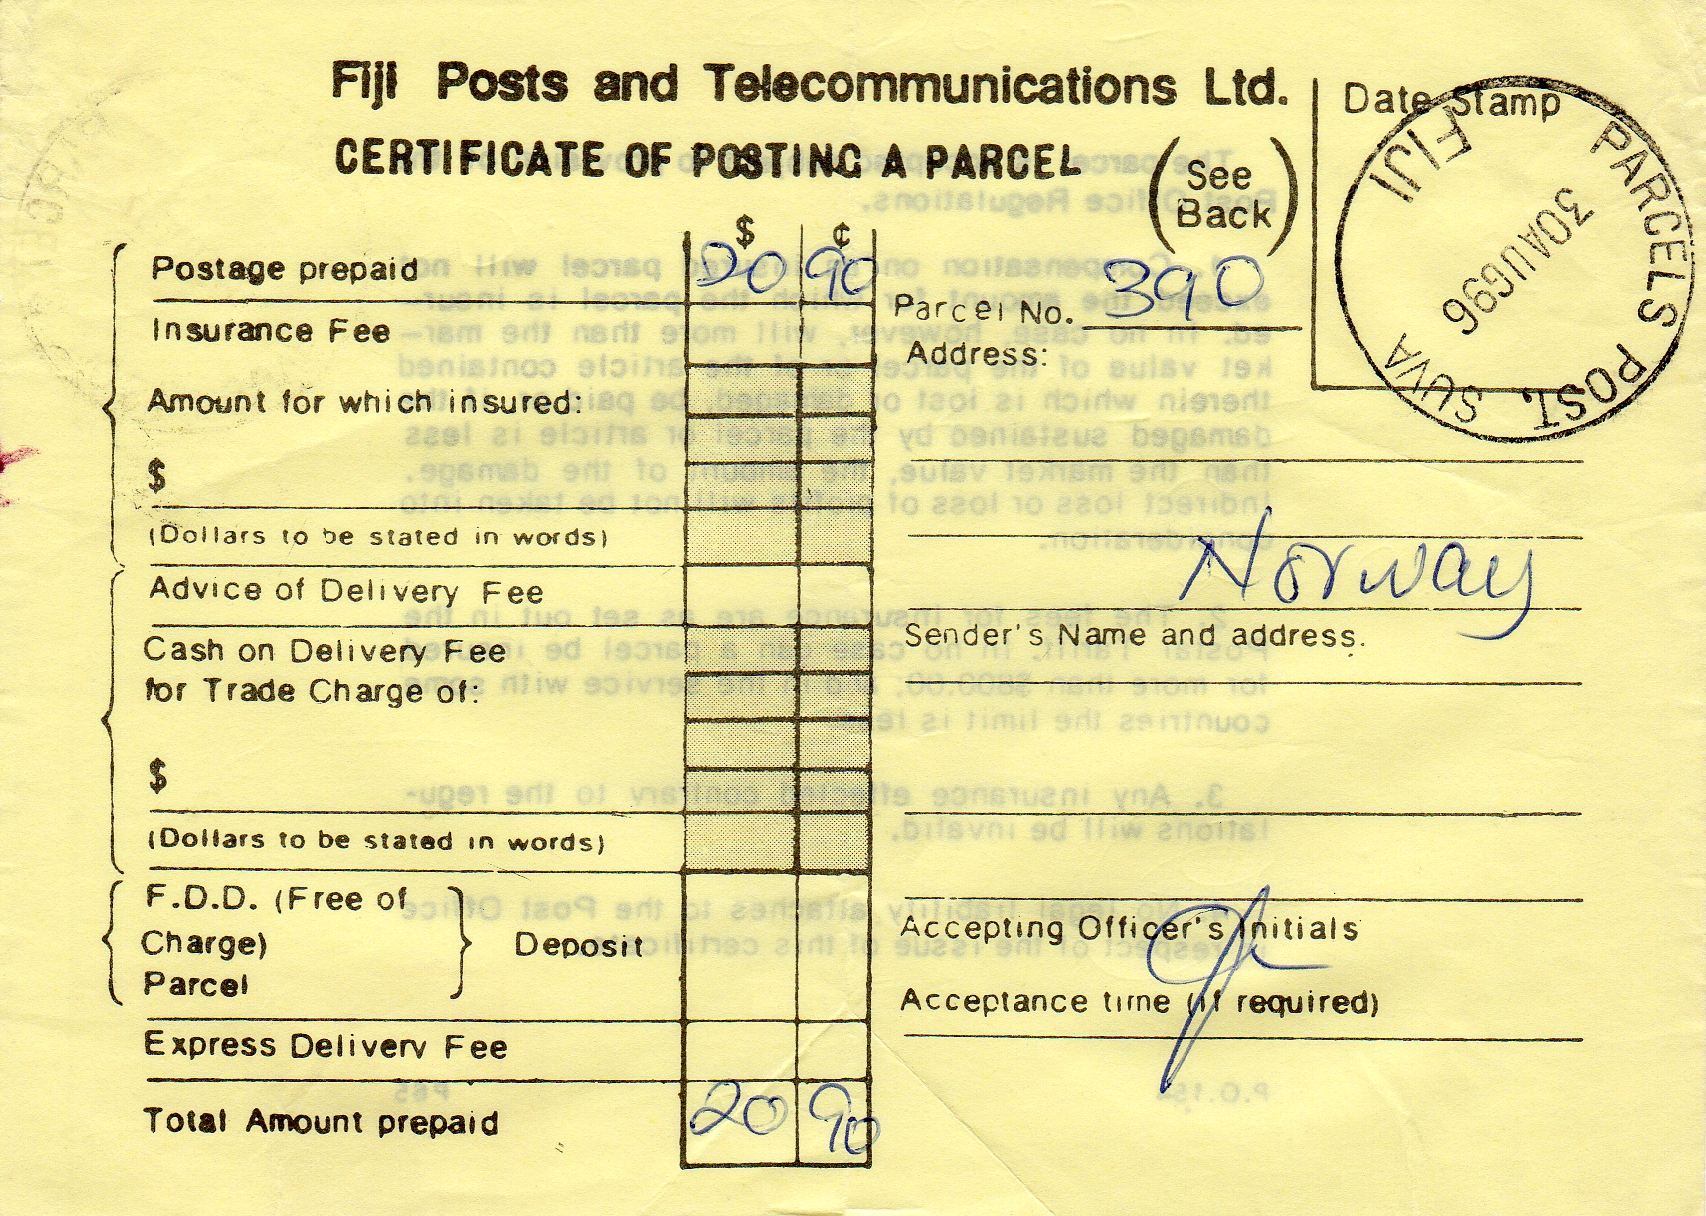 Fiji Posts and Telecommunications Ltd.
CERTIFICATE OF POSTING A PARCEL
(See Back)
Date Stamp
PARCELS POST, SUVA
FIJI
30AUG96
$ ¢
Postage prepaid 20 90
Insurance Fee
Amount for which insured:
$
(Dollars to be stated in words)
Advice of Delivery Fee
Cash on Delivery Fee
for Trade Charge of:
$
(Dollars to be stated in words)
F.D.D. (Free of
Charge)
Parcel
Deposit
Express Delivery Fee
Total Amount prepaid 20 90
Parcel No. 390
Address:
Norway
Sender's Name and address.
Accepting Officer's Initials
Acceptance time (if required)